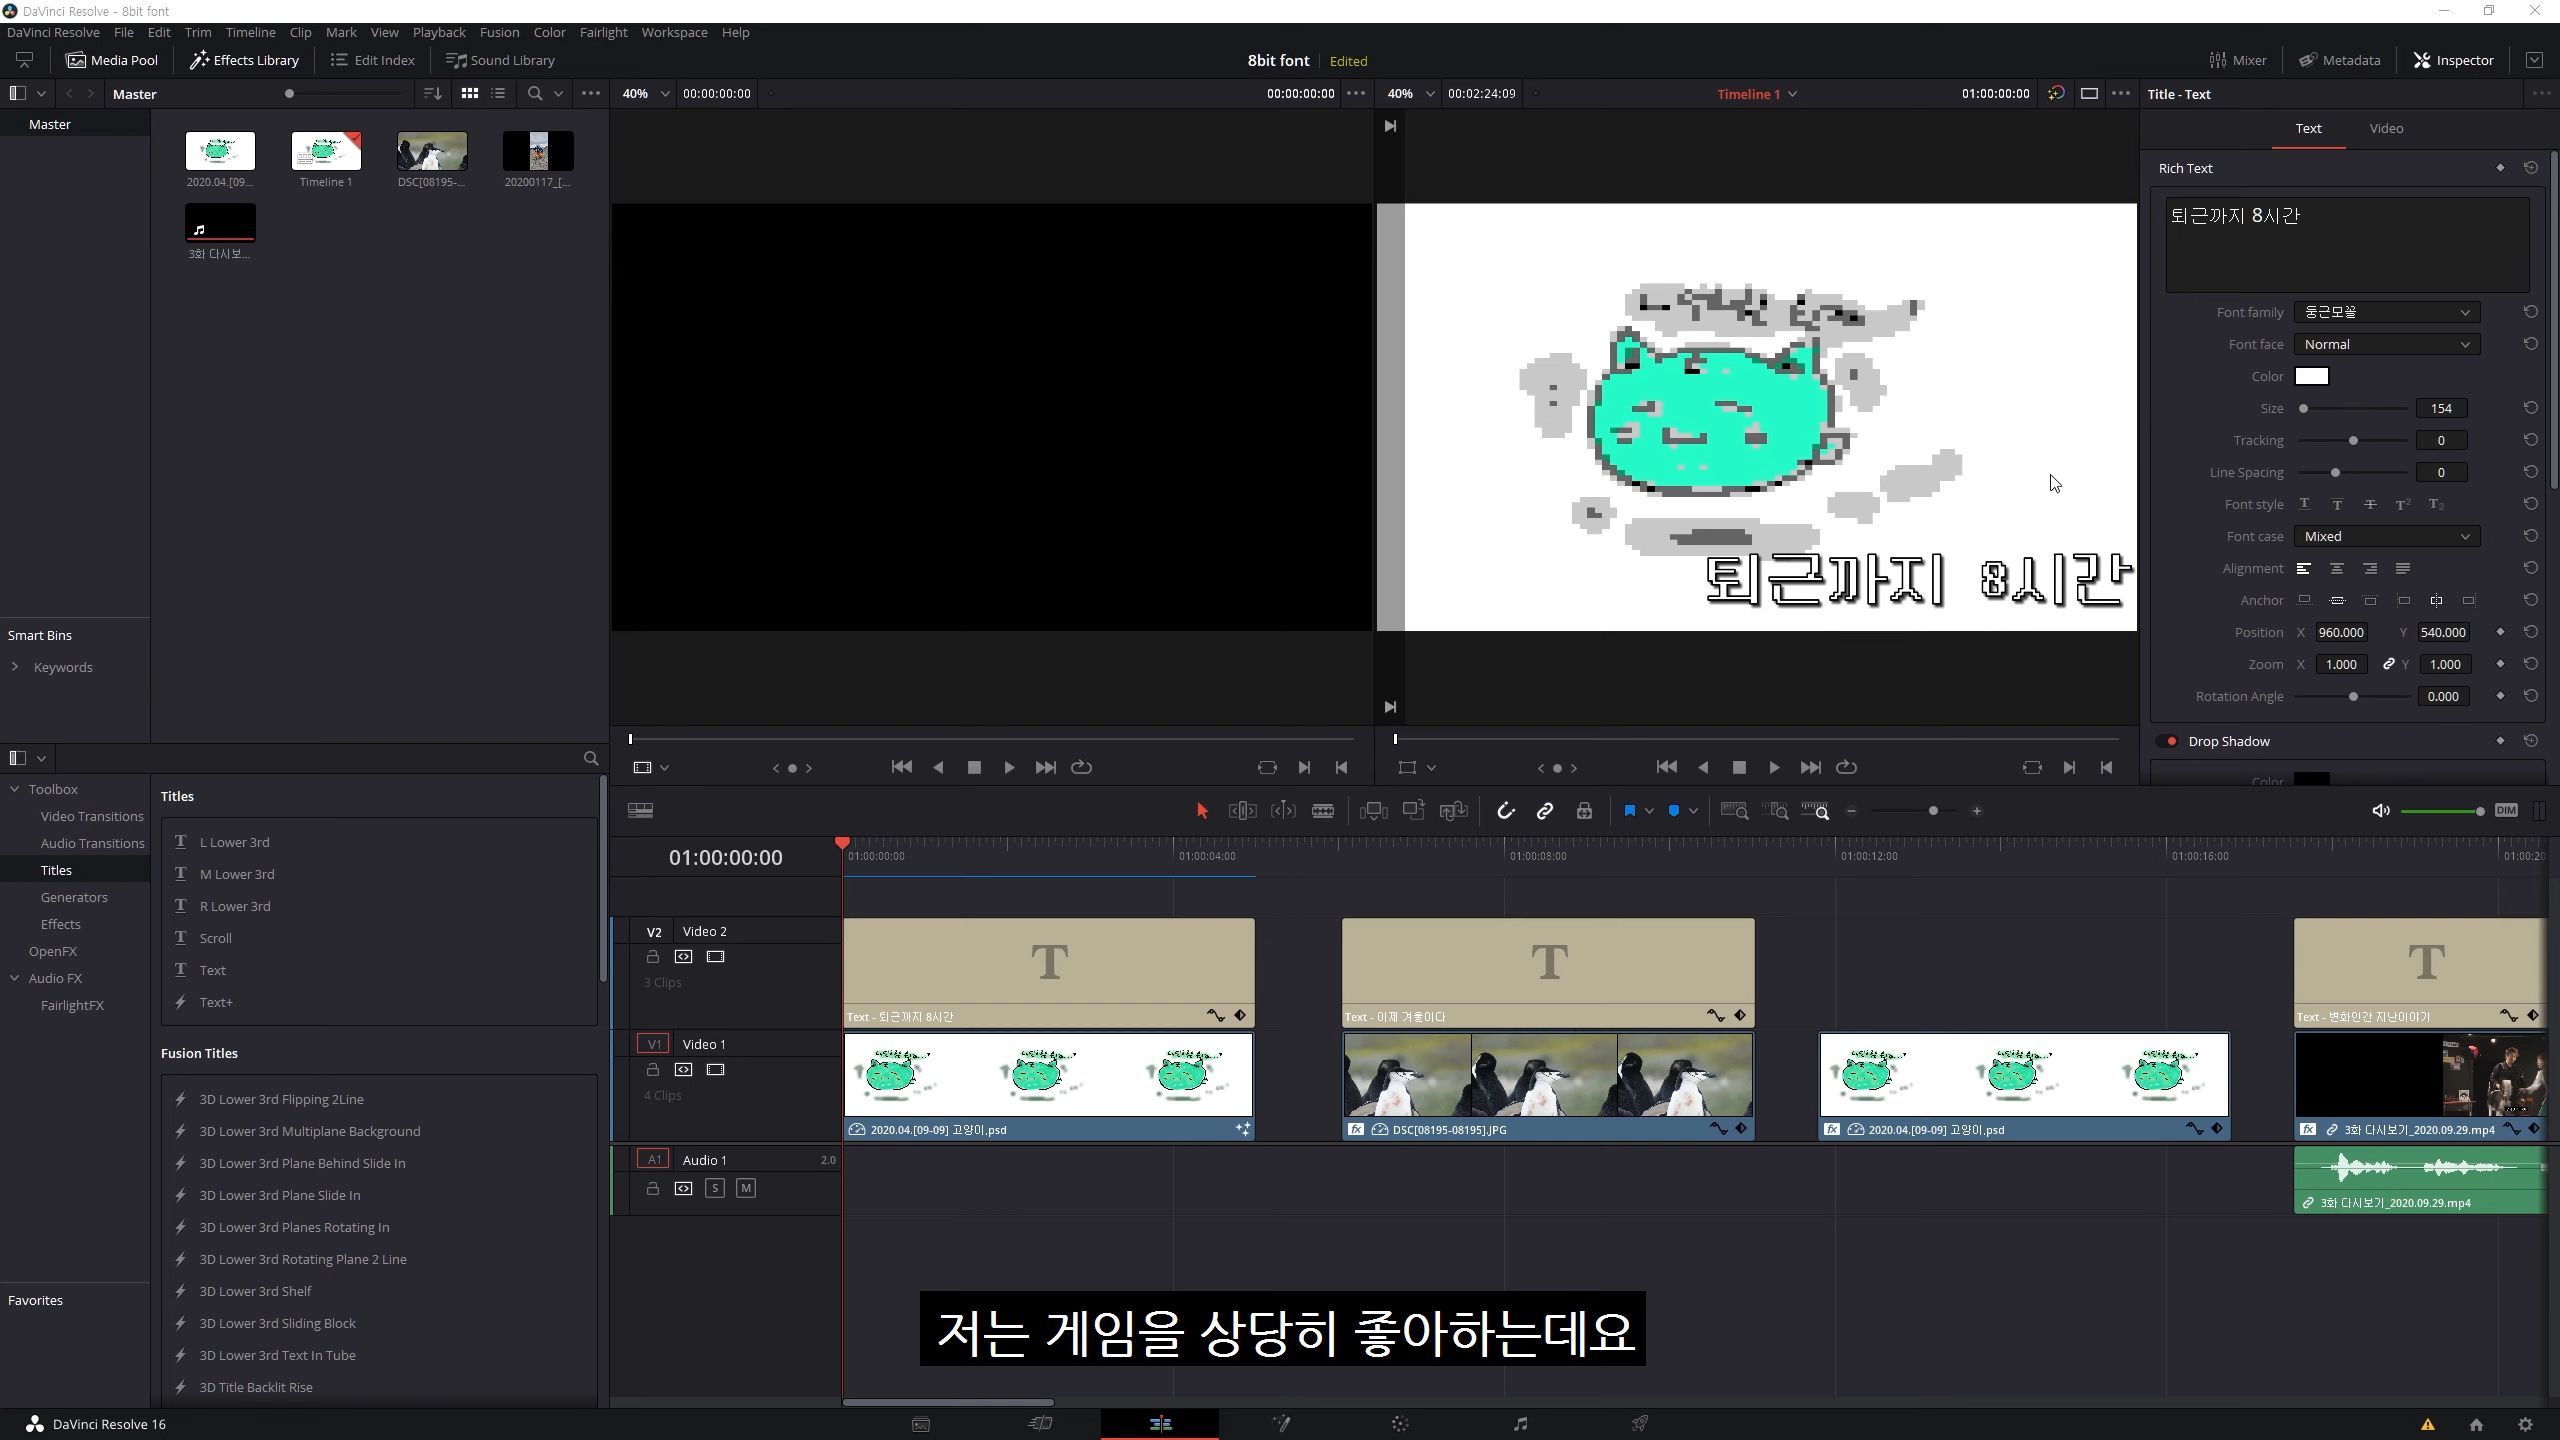 DaVinci Resolve - 8bit font
DaVinci Resolve File Edit Trim Timeline Clip Mark View Playback Fusion Color Fairlight Workspace Help
Media Pool Effects Library Edit Index Sound Library 8bit font Edited Mixer Metadata Inspector
Master 40% 00:00:00:00 00:00:00:00 40% 00:02:24:09 Timeline 1 01:00:00:00 Title - Text
Master
2020.04.[09... Timeline 1 DSC[08195-... 20200117_[...
3화 다시보...
Smart Bins
Keywords
퇴근까지 8시간
Text Video
Rich Text
퇴근까지 8시간
Font family 둥근모꼴
Font face Normal
Color
Size 154
Tracking 0
Line Spacing 0
Font style T T T T2 T2
Font case Mixed
Alignment
Anchor
Position X 960.000 Y 540.000
Zoom X 1.000 Y 1.000
Rotation Angle 0.000
Drop Shadow
Color
Toolbox
Video Transitions
Audio Transitions
Titles
Generators
Effects
OpenFX
Audio FX
FairlightFX
Favorites
Titles
L Lower 3rd
M Lower 3rd
R Lower 3rd
Scroll
Text
Text+
Fusion Titles
3D Lower 3rd Flipping 2Line
3D Lower 3rd Multiplane Background
3D Lower 3rd Plane Behind Slide In
3D Lower 3rd Plane Slide In
3D Lower 3rd Planes Rotating In
3D Lower 3rd Rotating Plane 2 Line
3D Lower 3rd Shelf
3D Lower 3rd Sliding Block
3D Lower 3rd Text In Tube
3D Title Backlit Rise
DIM
01:00:00:00 01:00:00:00 01:00:04:00 01:00:08:00 01:00:12:00 01:00:16:00 01:00:20
V2 Video 2
3 Clips
T T T
Text - 퇴근까지 8시간 Text - 이제 겨울이다 Text - 변화인간 지난이야기
V1 Video 1
4 Clips
2020.04.[09-09] 고양이.psd DSC[08195-08195].JPG 2020.04.[09-09] 고양이.psd 3화 다시보기_2020.09.29.mp4
A1 Audio 1 2.0
S M
3화 다시보기_2020.09.29.mp4
저는 게임을 상당히 좋아하는데요
DaVinci Resolve 16